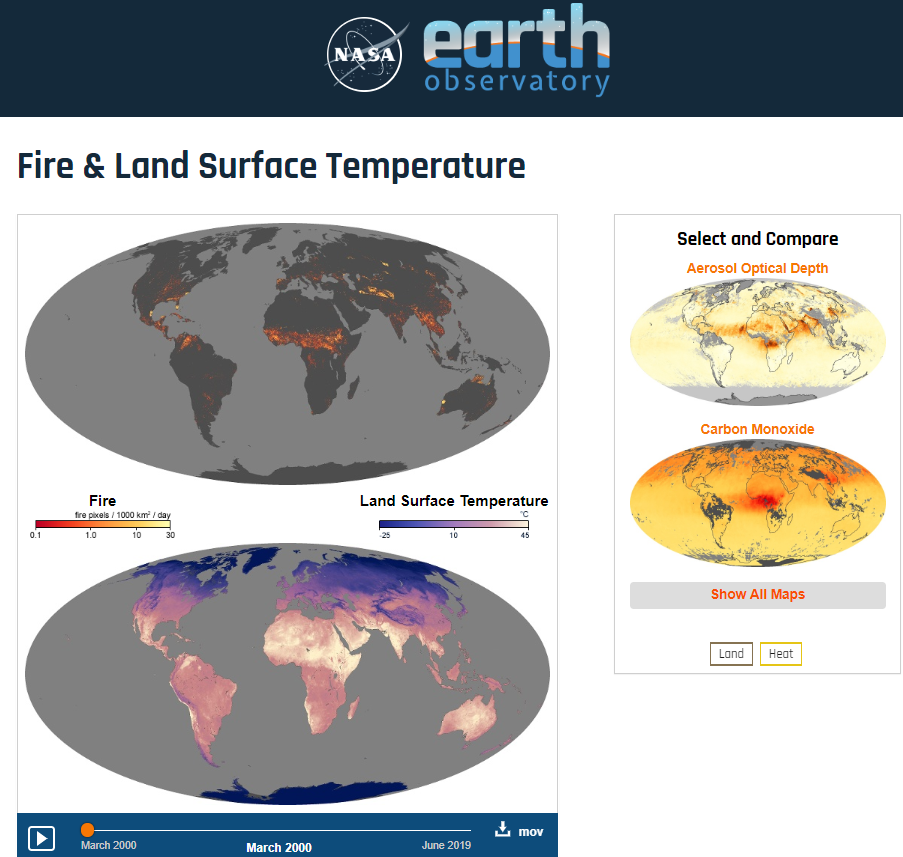 NASA
earth
observatory
Fire & Land Surface Temperature
Select and Compare
Aerosol Optical Depth
Carbon Monoxide
Show All Maps
Land Heat
Fire
fire pixels / 1000 km² / day
0.1 1.0 10 30
Land Surface Temperature
°C
-25 10 45
March 2000 March 2000 June 2019
mov